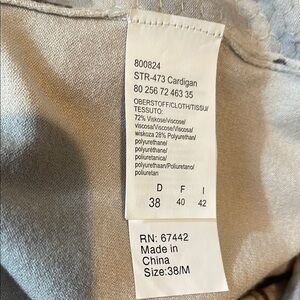 800824
STR-473 Cardigan
80 256 72 463 35
OBERSTOFF/CLOTH/TISSU/
TESSUTO:
72% Viskose/viscose/
viscosa/Viscose/Viscosa/
wiskoza 28% Polyurethan/
polyurethane/
polyuréthane/
poliuretanica/
polyurethaan/Poliuretano/
poliuretan
D F I
38 40 42
RN: 67442
Made in
China
Size:38/M